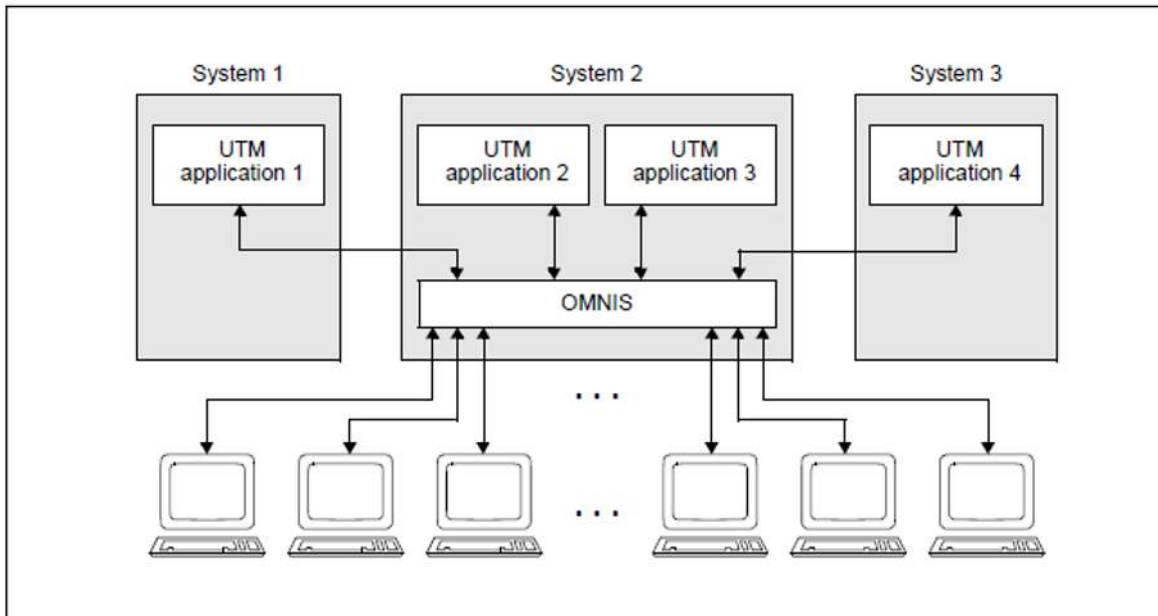 System 1
System 2
System 3
UTM
application 1
UTM
application 2
UTM
application 3
UTM
application 4
OMNIS
. . .
. . .